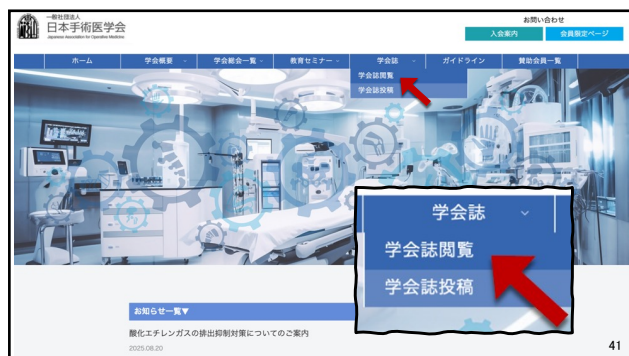 一般社団法人
日本手術医学会
Japanese Association for Operative Medicine
お問い合わせ
入会案内 会員限定ページ
ホーム 学会概要 学会総会一覧 教育セミナー 学会誌 ガイドライン 賛助会員一覧
学会誌閲覧
学会誌投稿
学会誌
学会誌閲覧
学会誌投稿
お知らせ一覧▼
酸化エチレンガスの排出抑制対策についてのご案内
2025.08.20
41